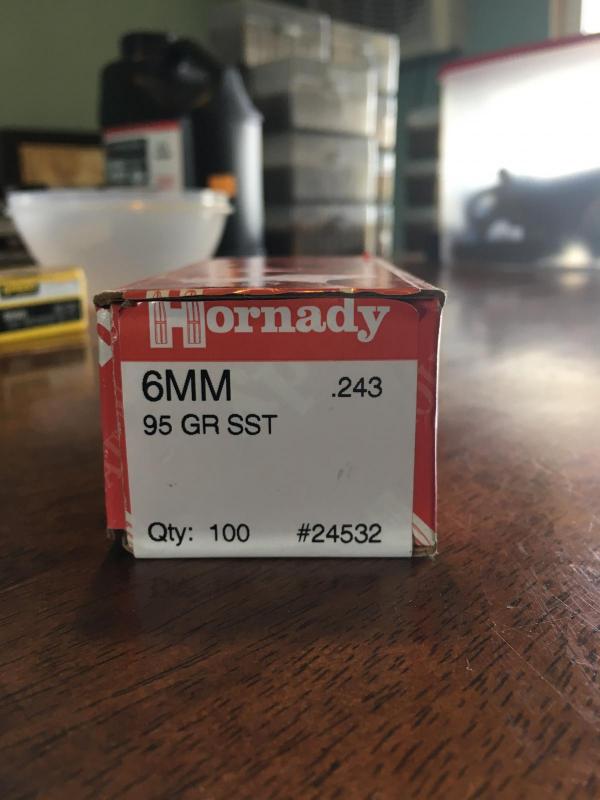 Hornady
6MM .243
95 GR SST
Qty: 100 #24532